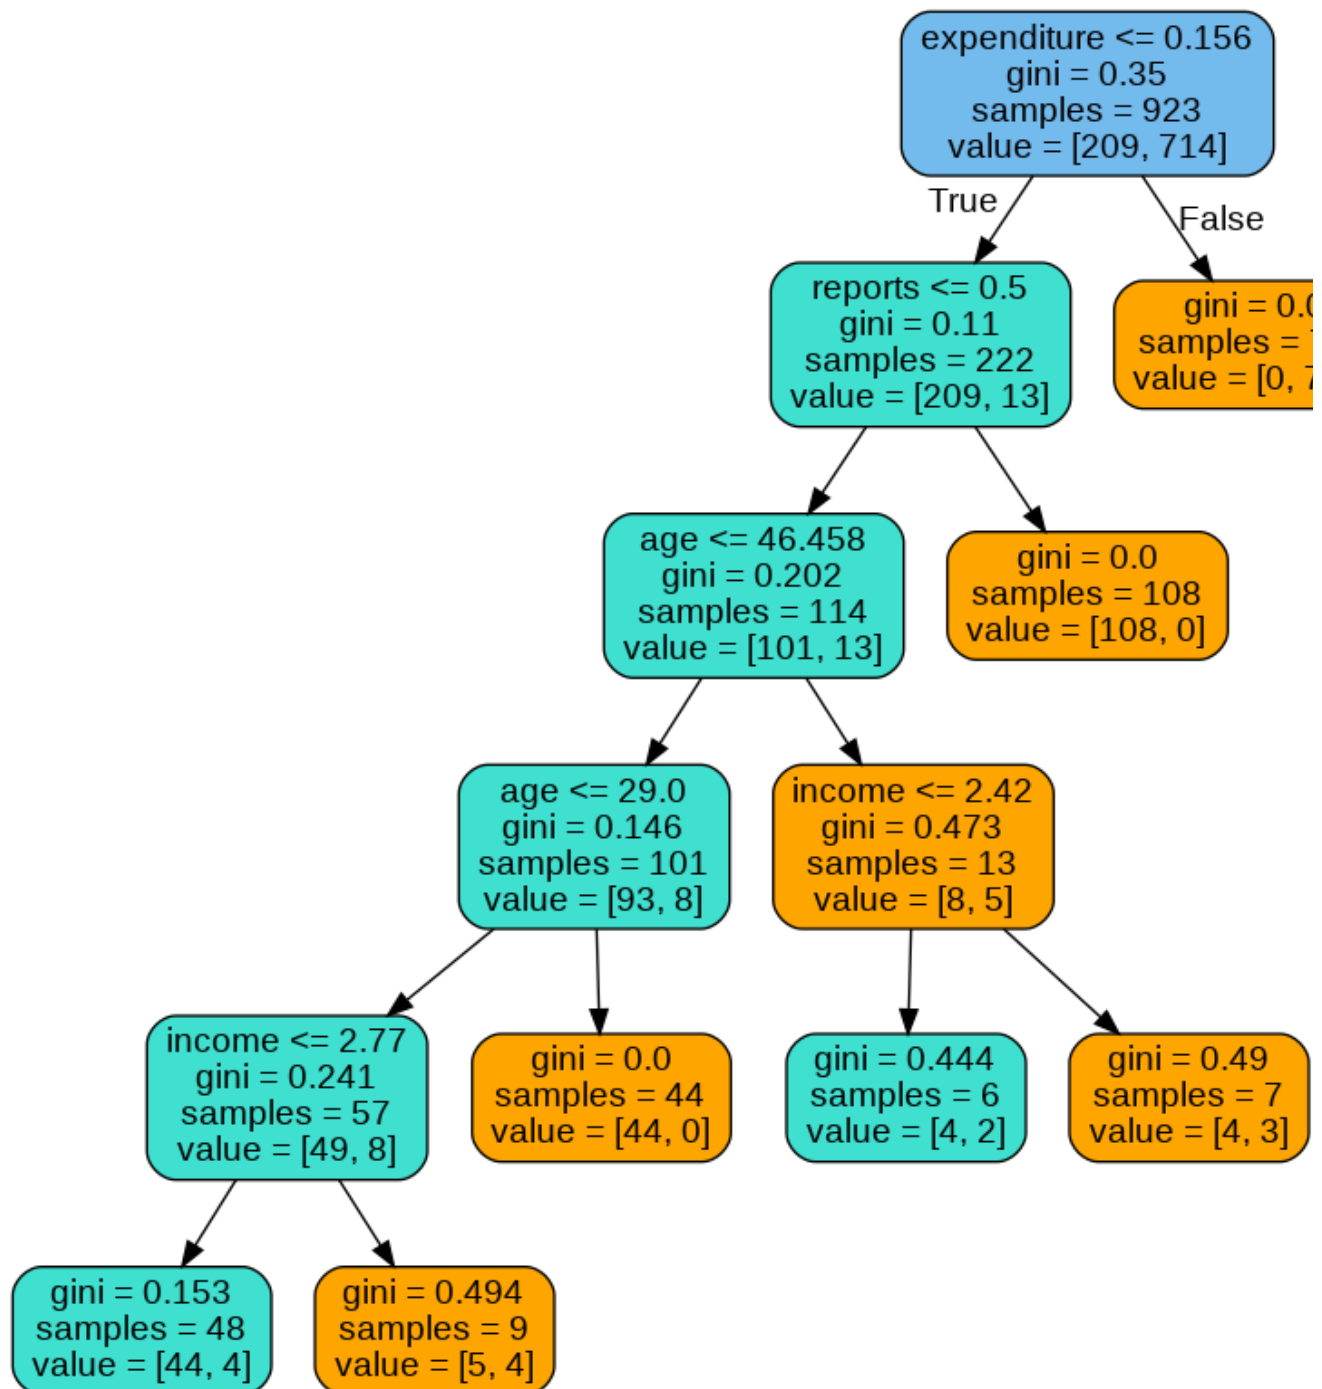 expenditure <= 0.156
gini = 0.35
samples = 923
value = [209, 714]
True
False
reports <= 0.5
gini = 0.11
samples = 222
value = [209, 13]
gini = 0.0
samples =
value = [0,
age <= 46.458
gini = 0.202
samples = 114
value = [101, 13]
gini = 0.0
samples = 108
value = [108, 0]
age <= 29.0
gini = 0.146
samples = 101
value = [93, 8]
income <= 2.42
gini = 0.473
samples = 13
value = [8, 5]
income <= 2.77
gini = 0.241
samples = 57
value = [49, 8]
gini = 0.0
samples = 44
value = [44, 0]
gini = 0.444
samples = 6
value = [4, 2]
gini = 0.49
samples = 7
value = [4, 3]
gini = 0.153
samples = 48
value = [44, 4]
gini = 0.494
samples = 9
value = [5, 4]